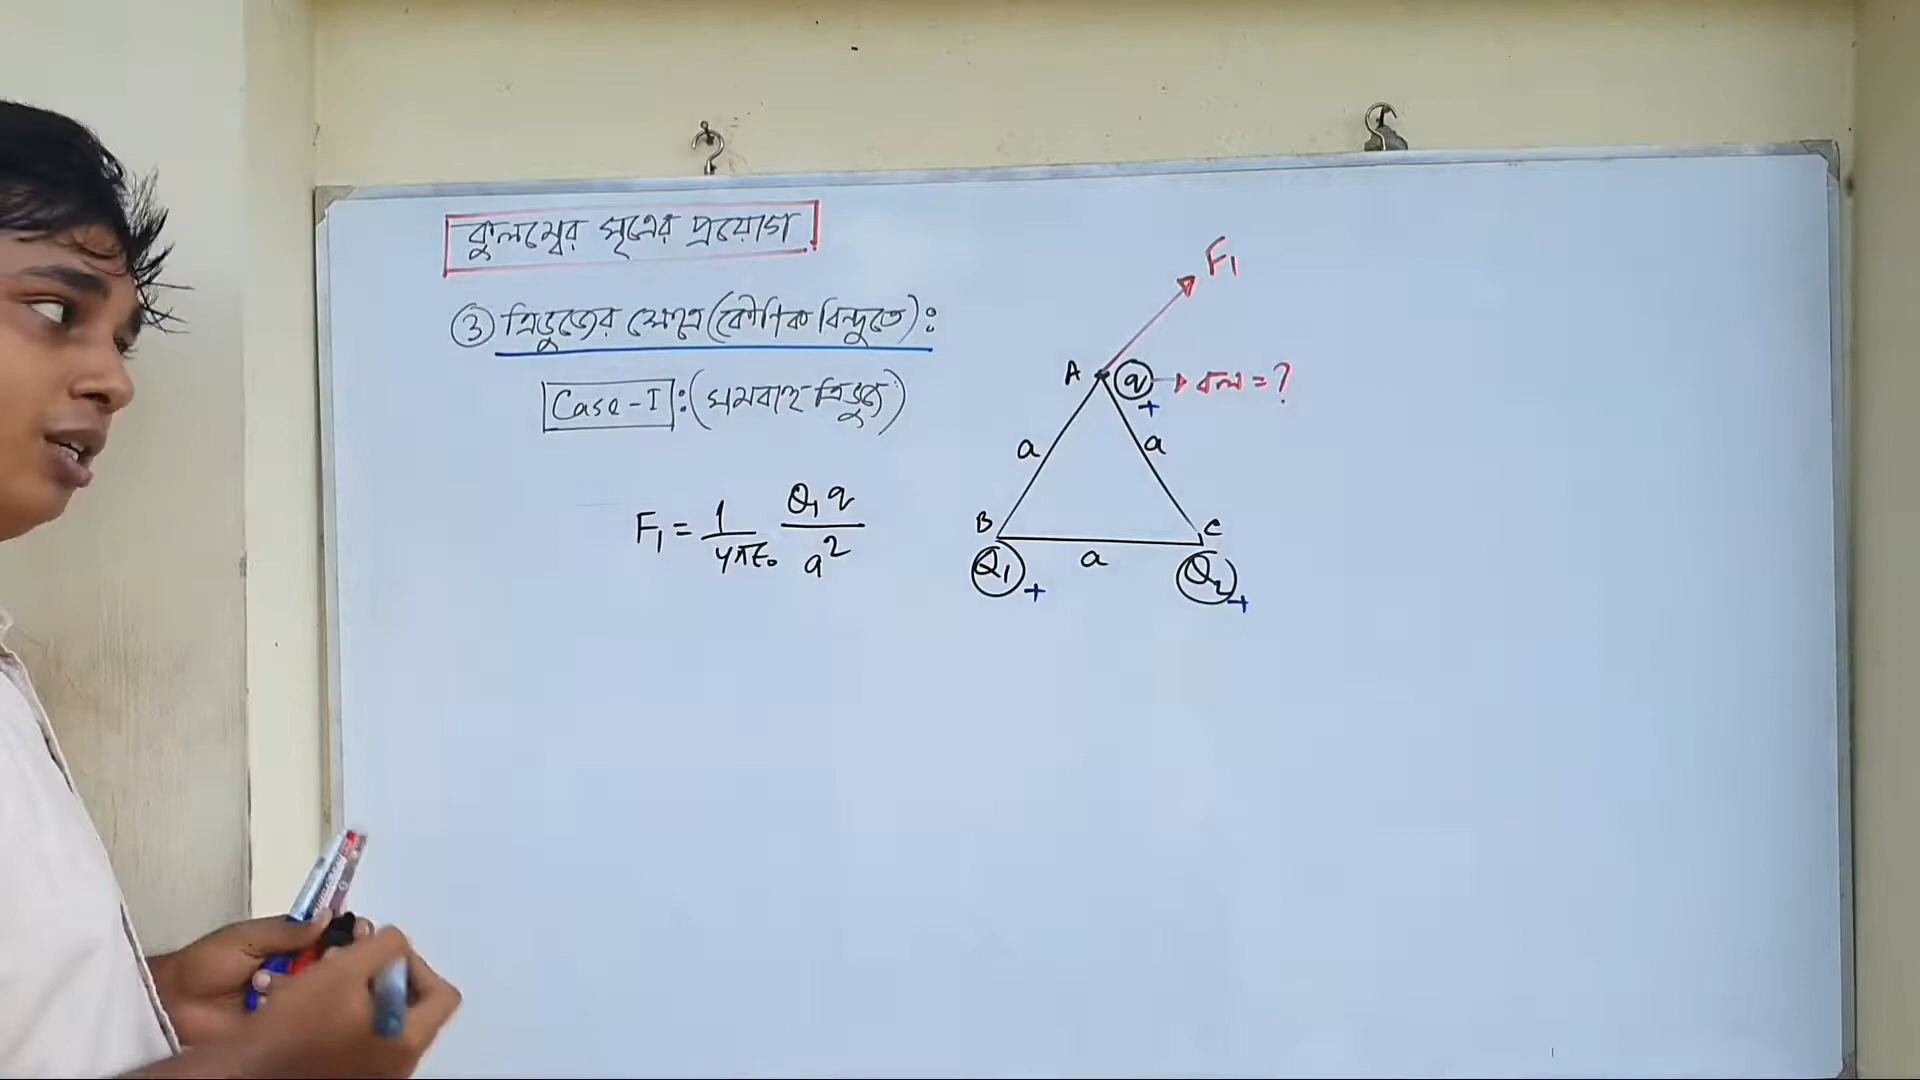 কুলম্বের সূত্রের প্রয়োগ
③ ত্রিভুজের ক্ষেত্রে (কৌণিক বিন্দুতে) :
Case-I : (সমবাহু ত্রিভুজ)
F₁ = 1/4πε₀ Q₁q/a²
F₁
A q → বল = ?
+
a a
B C
a
Q₁ + Q₂ +